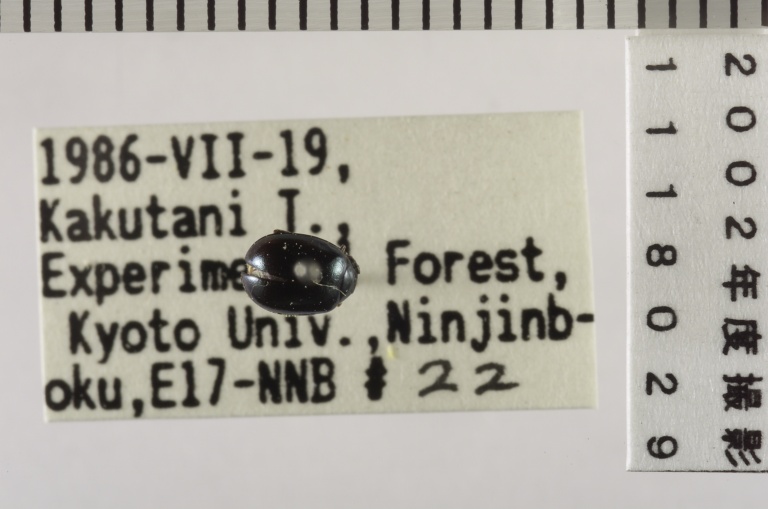 1986-VII-19,
Kakutani T.,
Forest,
Kyoto Univ., Ninjinb-
oku, E17-NNB # 22
11118029
2002年度撮影